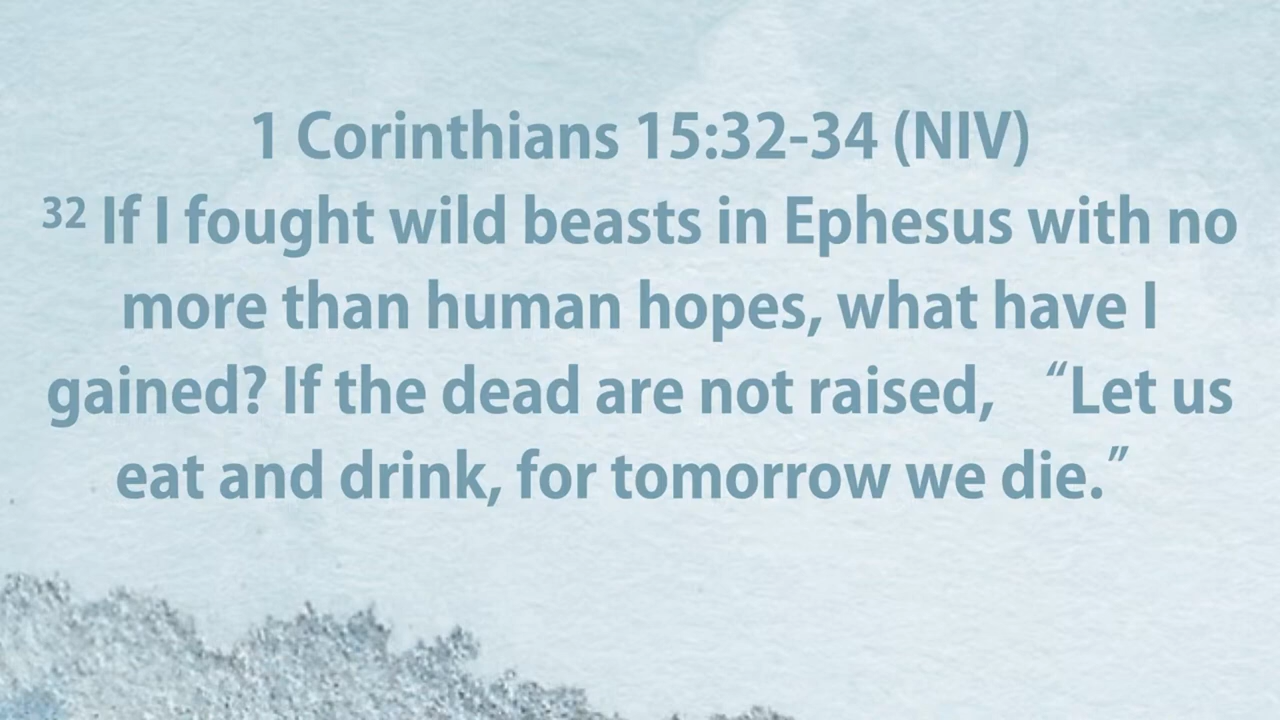 1 Corinthians 15:32-34 (NIV)
32 If I fought wild beasts in Ephesus with no
more than human hopes, what have I
gained? If the dead are not raised, “Let us
eat and drink, for tomorrow we die.”